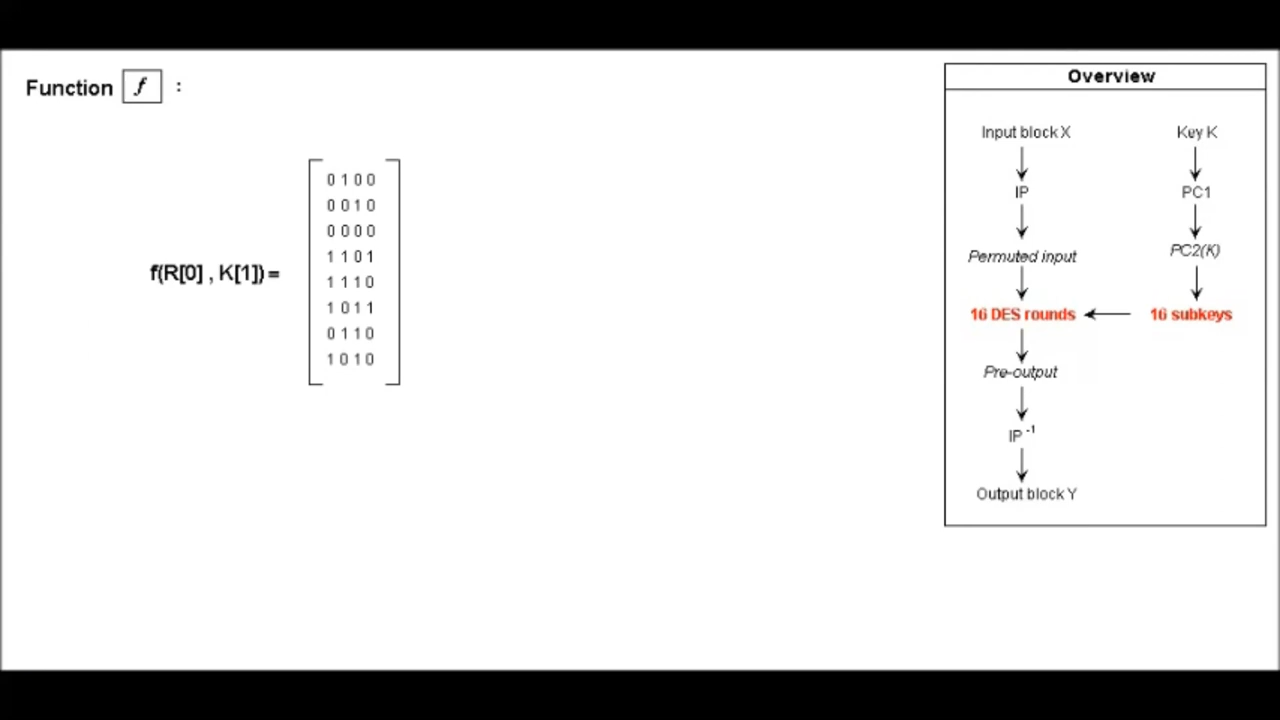 Function f :
f(R[0] , K[1]) =
0 1 0 0
0 0 1 0
0 0 0 0
1 1 0 1
1 1 1 0
1 0 1 1
0 1 1 0
1 0 1 0
Overview
Input block X Key K
IP PC1
Permuted input PC2(K)
16 DES rounds 16 subkeys
Pre-output
IP -1
Output block Y